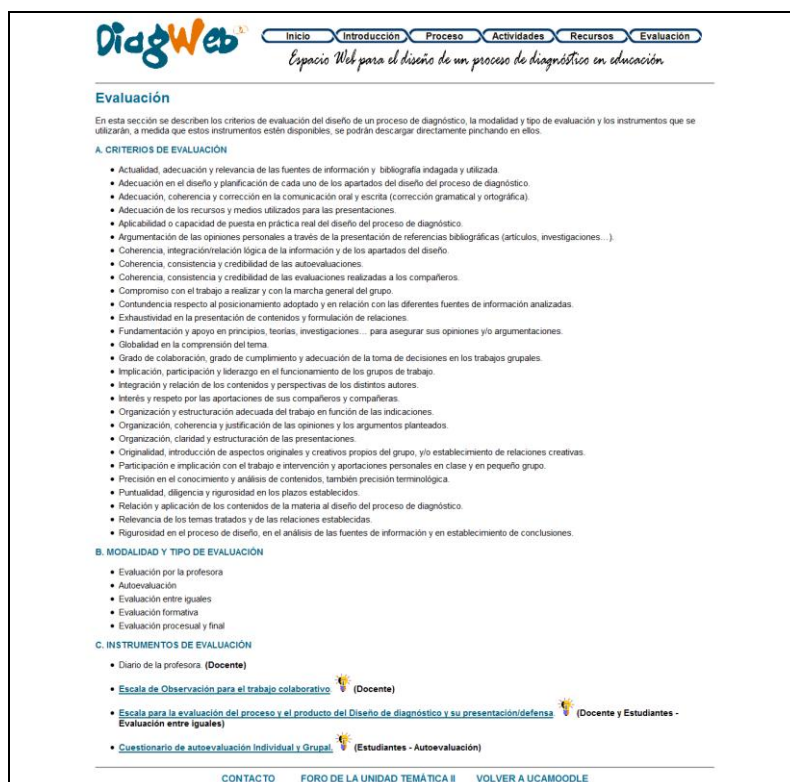 DiagWeb
Inicio Introducción Proceso Actividades Recursos Evaluación
Espacio Web para el diseño de un proceso de diagnóstico en educación
Evaluación
En esta sección se describen los criterios de evaluación del diseño de un proceso de diagnóstico, la modalidad y tipo de evaluación y los instrumentos que se
utilizarán, a medida que estos instrumentos estén disponibles, se podrán descargar directamente pinchando en ellos.
A. CRITERIOS DE EVALUACIÓN
• Actualidad, adecuación y relevancia de las fuentes de información y bibliografía indagada y utilizada.
• Adecuación en el diseño y planificación de cada uno de los apartados del diseño del proceso de diagnóstico.
• Adecuación, coherencia y corrección en la comunicación oral y escrita (corrección gramatical y ortográfica).
• Adecuación de los recursos y medios utilizados para las presentaciones.
• Aplicabilidad o capacidad de puesta en práctica real del diseño del proceso de diagnóstico.
• Argumentación de las opiniones personales a través de la presentación de referencias bibliográficas (artículos, investigaciones...).
• Coherencia, integración/relación lógica de la información y de los apartados del diseño.
• Coherencia, consistencia y credibilidad de las autoevaluaciones.
• Coherencia, consistencia y credibilidad de las evaluaciones realizadas a los compañeros.
• Compromiso con el trabajo a realizar y con la marcha general del grupo.
• Contundencia respecto al posicionamiento adoptado y en relación con las diferentes fuentes de información analizadas.
• Exhaustividad en la presentación de contenidos y formulación de relaciones.
• Fundamentación y apoyo en principios, teorías, investigaciones... para asegurar sus opiniones y/o argumentaciones.
• Globalidad en la comprensión del tema.
• Grado de colaboración, grado de cumplimiento y adecuación de la toma de decisiones en los trabajos grupales.
• Implicación, participación y liderazgo en el funcionamiento de los grupos de trabajo.
• Integración y relación de los contenidos y perspectivas de los distintos autores.
• Interés y respeto por las aportaciones de sus compañeros y compañeras.
• Organización y estructuración adecuada del trabajo en función de las indicaciones.
• Organización, coherencia y justificación de las opiniones y los argumentos planteados.
• Organización, claridad y estructuración de las presentaciones.
• Originalidad, introducción de aspectos originales y creativos propios del grupo, y/o establecimiento de relaciones creativas.
• Participación e implicación con el trabajo e intervención y aportaciones personales en clase y en pequeño grupo.
• Precisión en el conocimiento y análisis de contenidos, también precisión terminológica.
• Puntualidad, diligencia y rigurosidad en los plazos establecidos.
• Relación y aplicación de los contenidos de la materia al diseño del proceso de diagnóstico.
• Relevancia de los temas tratados y de las relaciones establecidas.
• Rigurosidad en el proceso de diseño, en el análisis de las fuentes de información y en establecimiento de conclusiones.
B. MODALIDAD Y TIPO DE EVALUACIÓN
• Evaluación por la profesora
• Autoevaluación
• Evaluación entre iguales
• Evaluación formativa
• Evaluación procesual y final
C. INSTRUMENTOS DE EVALUACIÓN
• Diario de la profesora. (Docente)
• Escala de Observación para el trabajo colaborativo. (Docente)
• Escala para la evaluación del proceso y el producto del Diseño de diagnóstico y su presentación/defensa. (Docente y Estudiantes -
Evaluación entre iguales)
• Cuestionario de autoevaluación Individual y Grupal. (Estudiantes - Autoevaluación)
CONTACTO FORO DE LA UNIDAD TEMÁTICA II VOLVER A UCAMOODLE